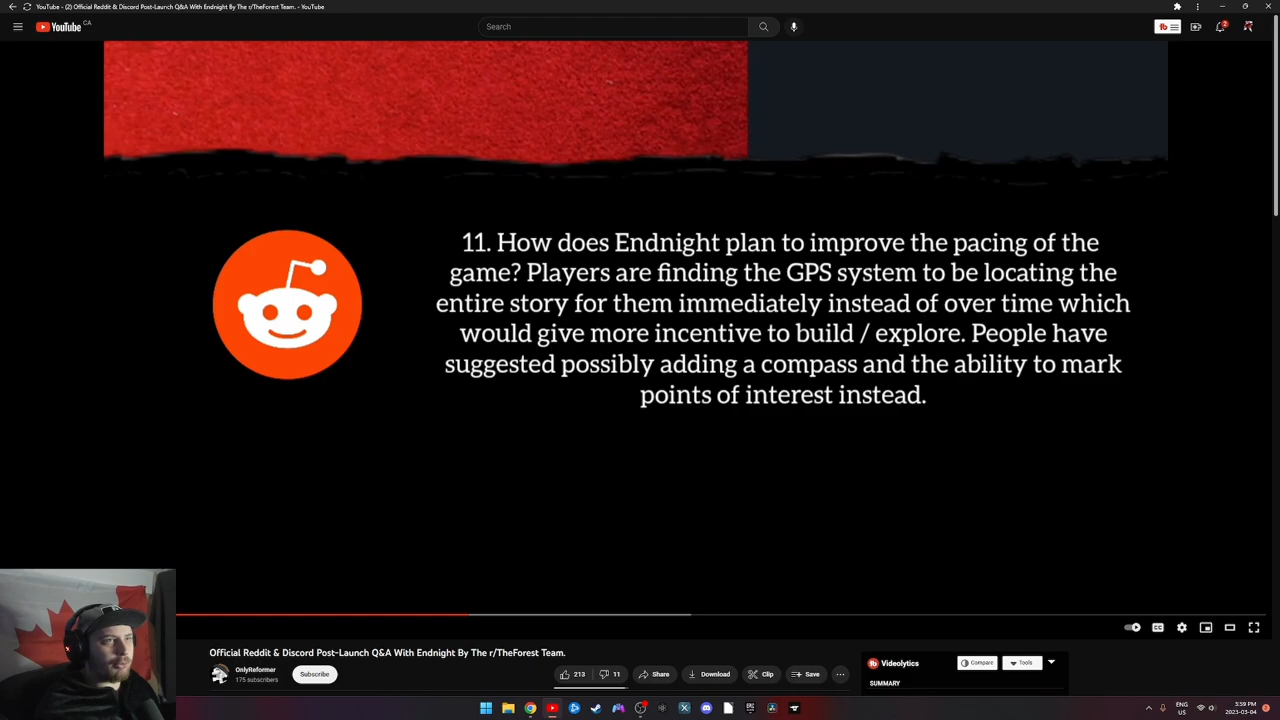 YouTube - (2) Official Reddit & Discord Post-Launch Q&A With Endnight By The r/TheForest Team. - YouTube
YouTube CA
Search
2
11. How does Endnight plan to improve the pacing of the
game? Players are finding the GPS system to be locating the
entire story for them immediately instead of over time which
would give more incentive to build / explore. People have
suggested possibly adding a compass and the ability to mark
points of interest instead.
Official Reddit & Discord Post-Launch Q&A With Endnight By The r/TheForest Team.
OnlyReformer
175 subscribers
Subscribe
213
11
Share
Download
Clip
Save
Videolytics
Compare
Tools
SUMMARY
ENG
US
3:59 PM
2023-03-04